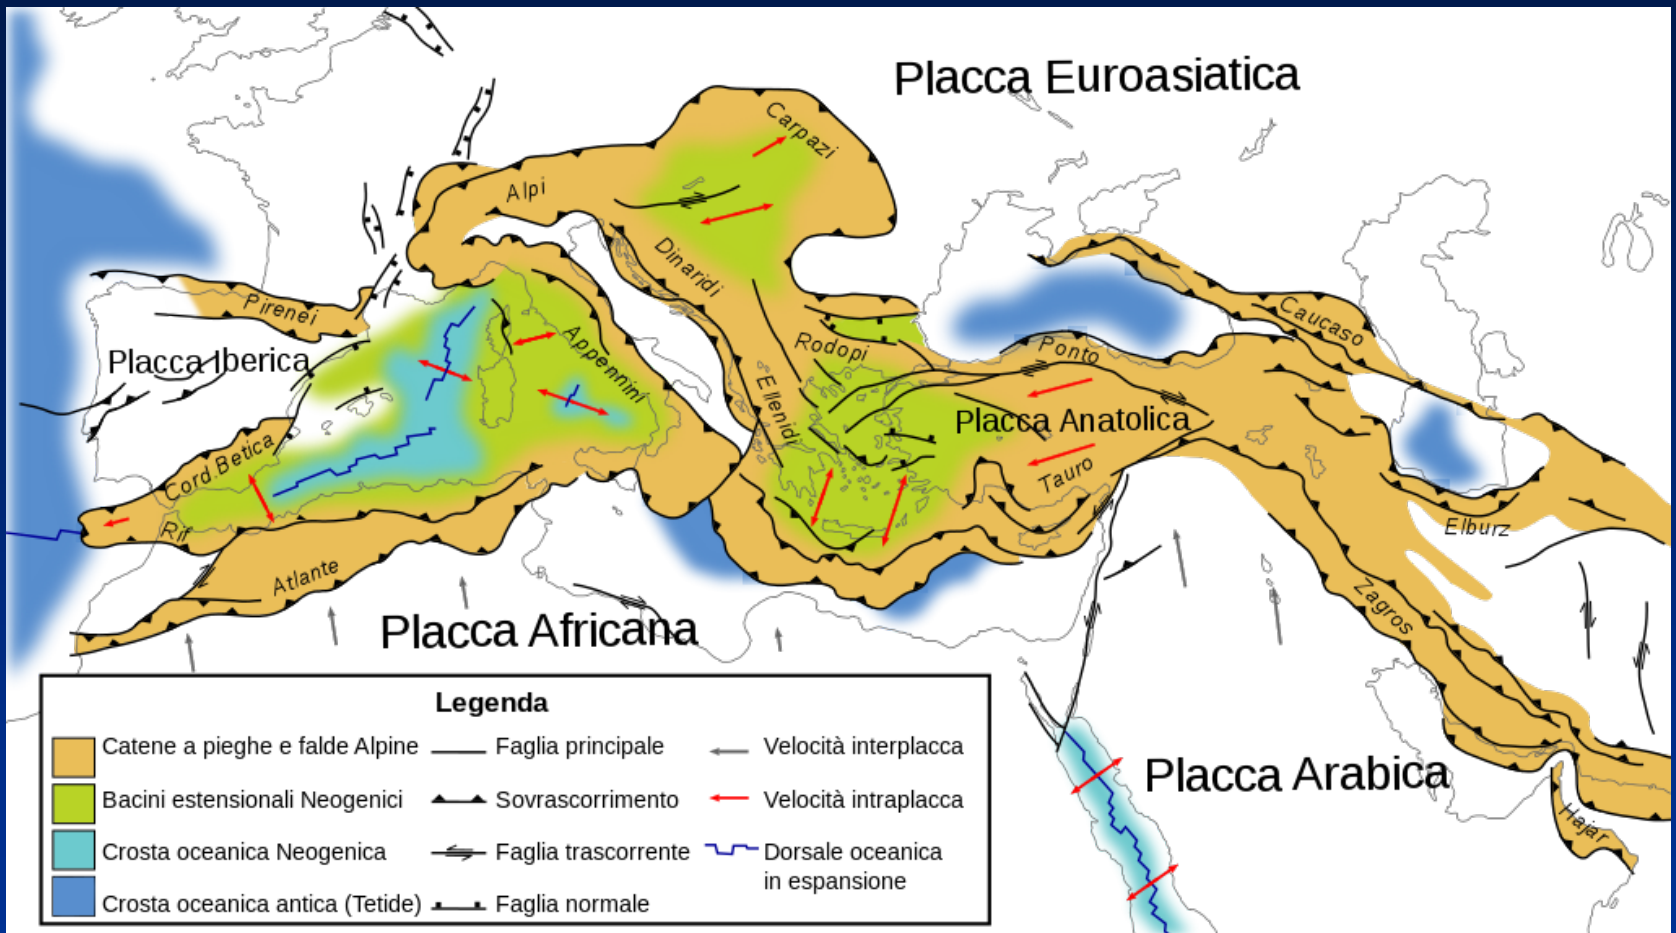 Placca Euroasiatica
Carpazi
Alpi
Dinaridi
Pirenei
Caucaso
Placca Iberica
Appennini
Rodopi
Ponto
Ellenidi
Placca Anatolica
Cord.Betica
Tauro
Rif
Elburz
Atlante
Zagros
Placca Africana
Placca Arabica
Hajar
Legenda
Catene a pieghe e falde Alpine
Faglia principale
Velocità interplacca
Bacini estensionali Neogenici
Sovrascorrimento
Velocità intraplacca
Crosta oceanica Neogenica
Faglia trascorrente
Dorsale oceanica
in espansione
Crosta oceanica antica (Tetide)
Faglia normale